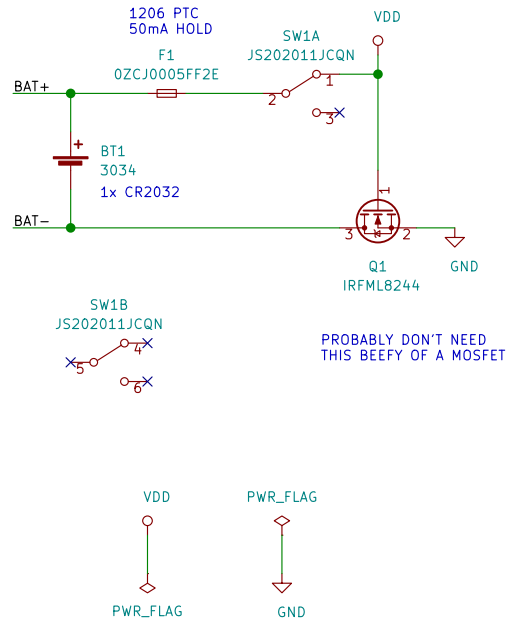 1206 PTC
50mA HOLD
F1
0ZCJ0005FF2E
SW1A
JS202011JCQN
VDD
BAT+
2
1
3
BT1
3034
1x CR2032
+
BAT-
1
3
2
Q1
IRFML8244
GND
SW1B
JS202011JCQN
4
5
6
PROBABLY DON'T NEED
THIS BEEFY OF A MOSFET
VDD
PWR_FLAG
PWR_FLAG
GND